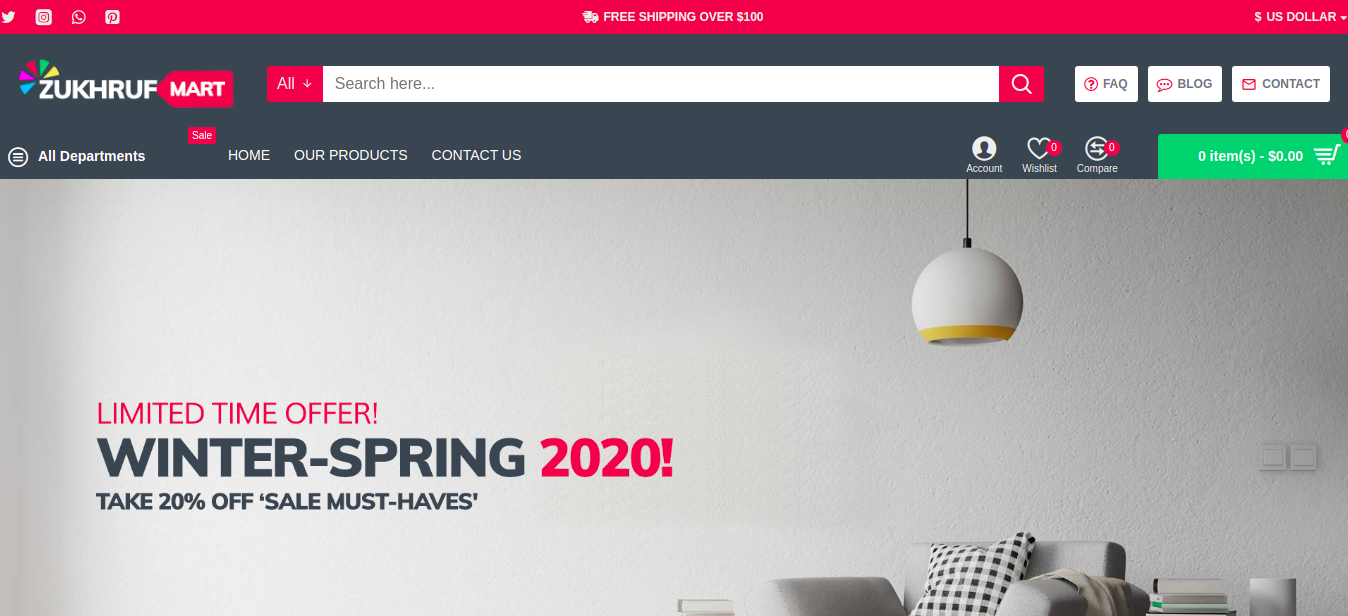 FREE SHIPPING OVER $100
$ US DOLLAR
ZUKHRUF MART
All
Search here...
FAQ
BLOG
CONTACT
All Departments
Sale
HOME
OUR PRODUCTS
CONTACT US
Account
0
Wishlist
0
Compare
0 item(s) - $0.00
LIMITED TIME OFFER!
WINTER-SPRING 2020!
TAKE 20% OFF ‘SALE MUST-HAVES'